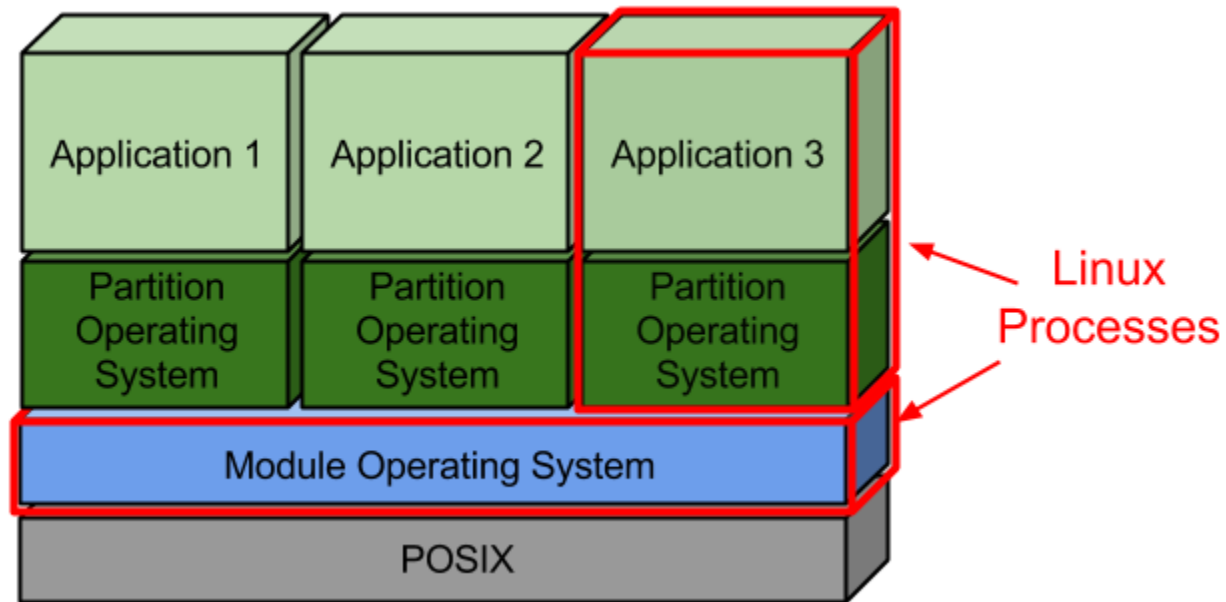 Application 1
Application 2
Application 3
Partition
Operating
System
Partition
Operating
System
Partition
Operating
System
Linux
Processes
Module Operating System
POSIX